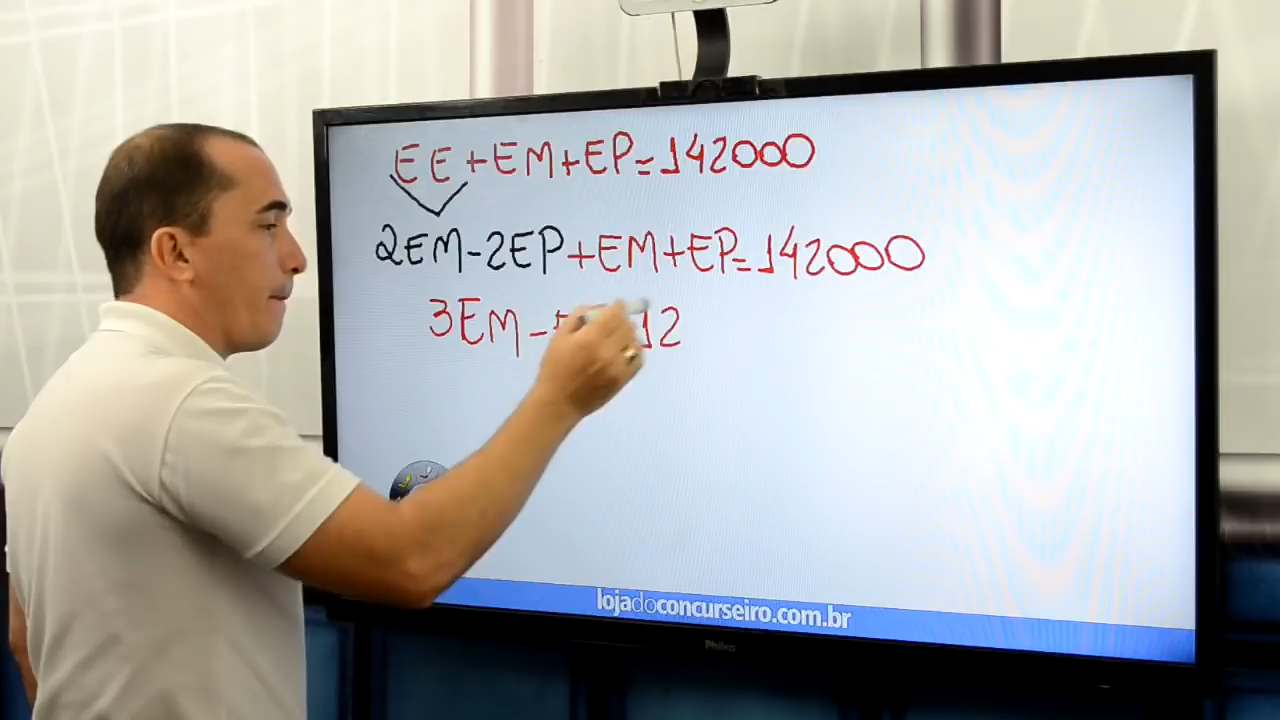 EE+EM+EP=142000
2EM-2EP+EM+EP=142000
3EM- 12
lojadoconcurseiro.com.br
Philco